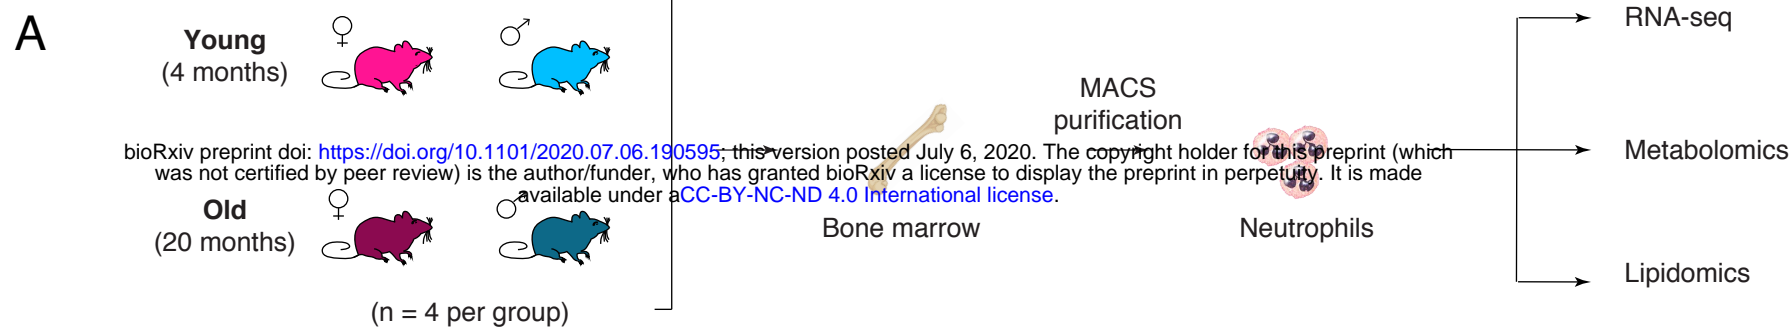 A
Young
(4 months)
♀
♂
RNA-seq
MACS
purification
bioRxiv preprint doi: https://doi.org/10.1101/2020.07.06.190595; this version posted July 6, 2020. The copyright holder for this preprint (which
was not certified by peer review) is the author/funder, who has granted bioRxiv a license to display the preprint in perpetuity. It is made
available under aCC-BY-NC-ND 4.0 International license.
Metabolomics
Old
(20 months)
♀
♂
Bone marrow
Neutrophils
Lipidomics
(n = 4 per group)